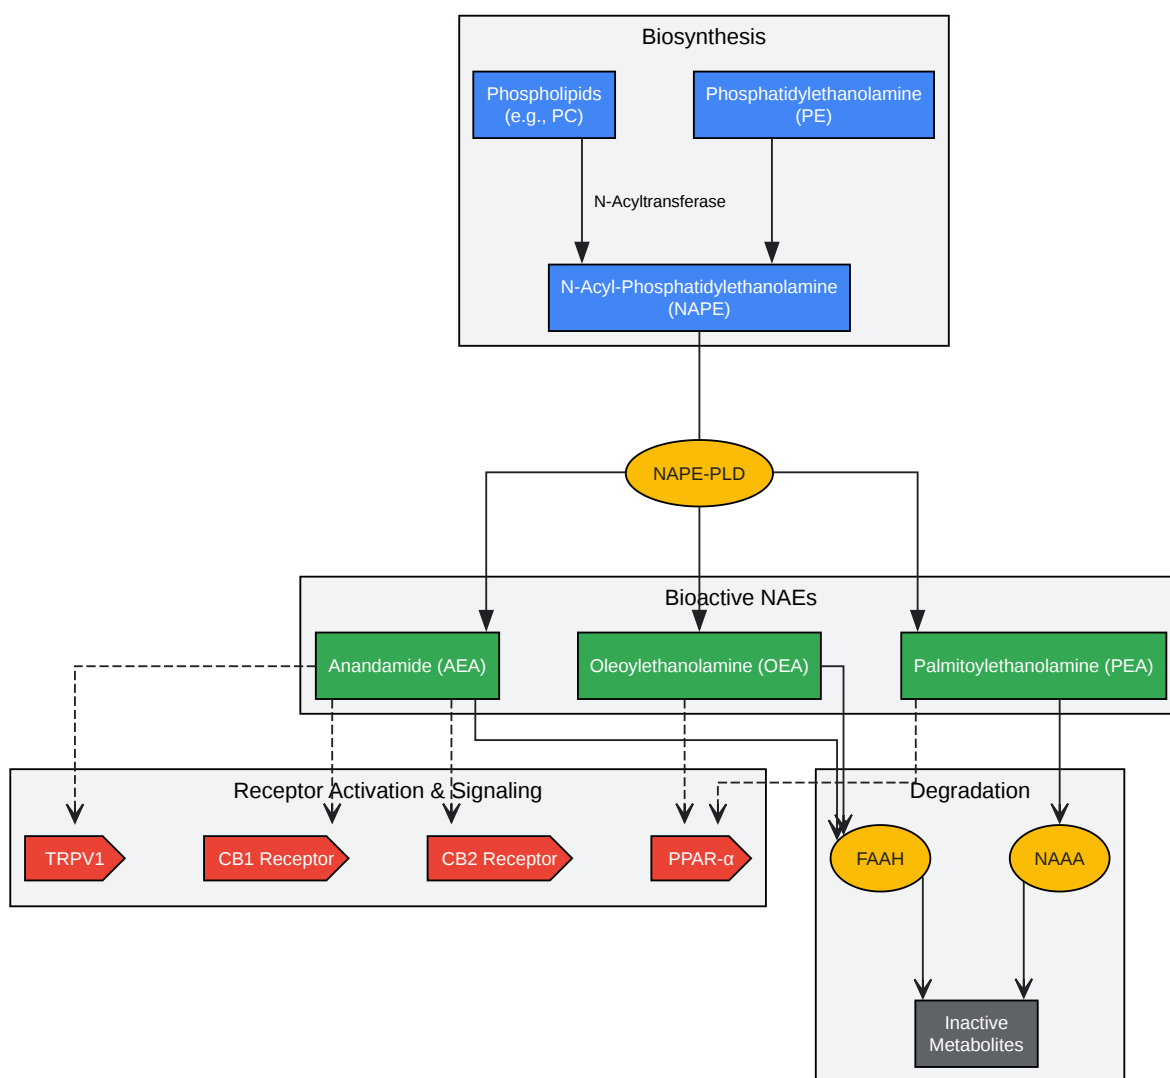 Biosynthesis
Phospholipids
(e.g., PC)
Phosphatidylethanolamine
(PE)
N-Acyltransferase
N-Acyl-Phosphatidylethanolamine
(NAPE)
NAPE-PLD
Bioactive NAEs
Anandamide (AEA)
Oleoylethanolamine (OEA)
Palmitoylethanolamine (PEA)
Receptor Activation & Signaling
TRPV1
CB1 Receptor
CB2 Receptor
PPAR-α
Degradation
FAAH
NAAA
Inactive
Metabolites